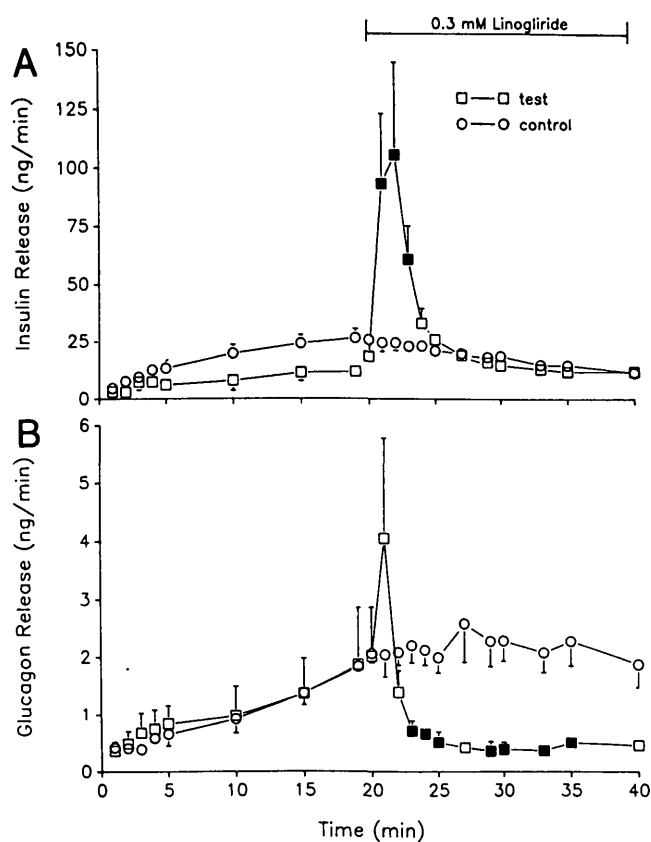 0.3 mM Linogliride
A
150
125
100
75
50
25
0
Insulin Release (ng/min)
test
control
B
6
5
4
3
2
1
0
Glucagon Release (ng/min)
0 5 10 15 20 25 30 35 40
Time (min)